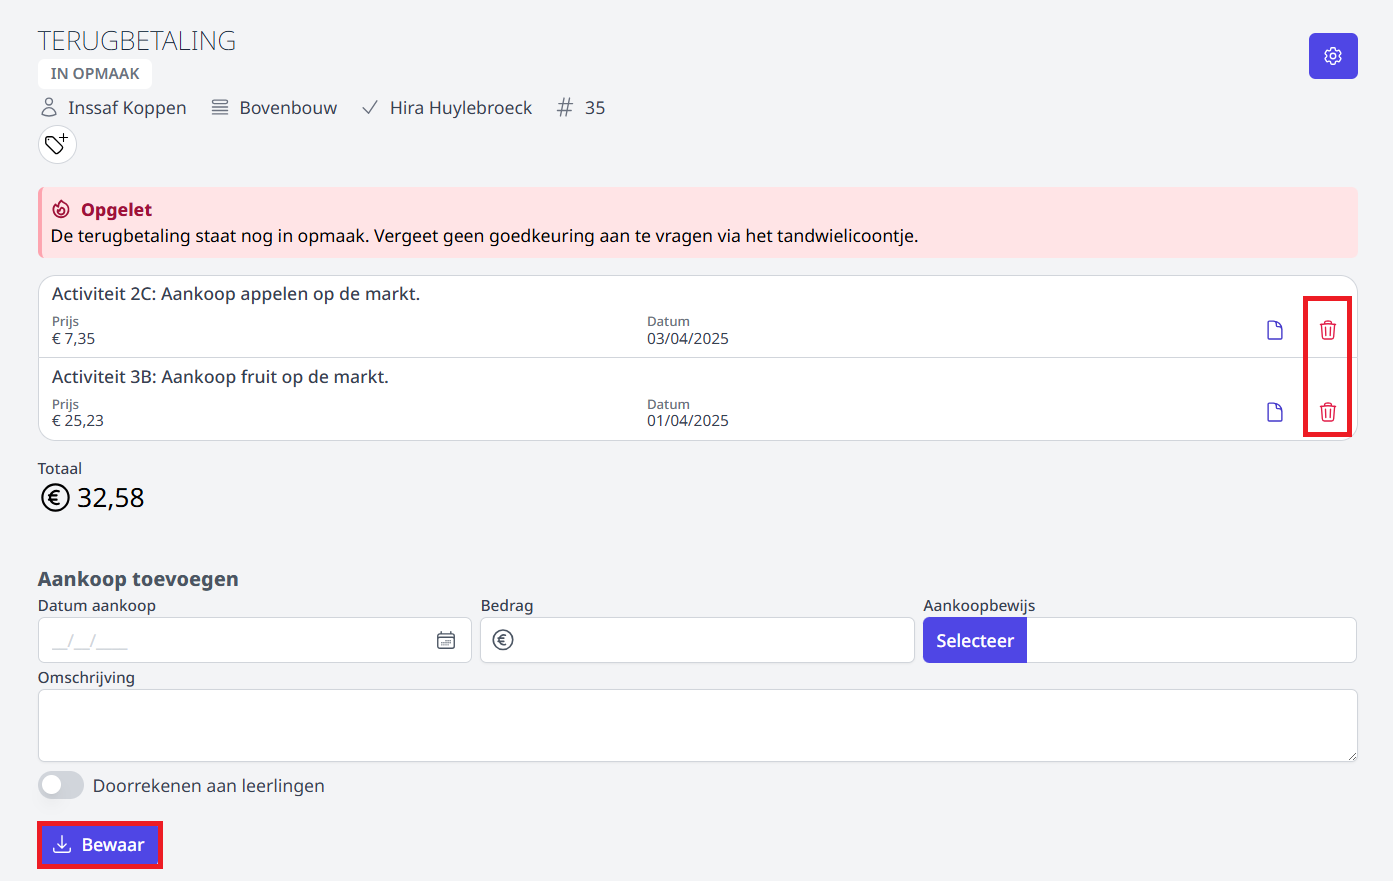 TERUGBETALING
IN OPMAAK
Inssaf Koppen Bovenbouw Hira Huylebroeck # 35
Opgelet
De terugbetaling staat nog in opmaak. Vergeet geen goedkeuring aan te vragen via het tandwielicoontje.
Activiteit 2C: Aankoop appelen op de markt.
Prijs Datum
€ 7,35 03/04/2025
Activiteit 3B: Aankoop fruit op de markt.
Prijs Datum
€ 25,23 01/04/2025
Totaal
€ 32,58
Aankoop toevoegen
Datum aankoop Bedrag Aankoopbewijs
__/__/____ € Selecteer
Omschrijving
Doorrekenen aan leerlingen
Bewaar